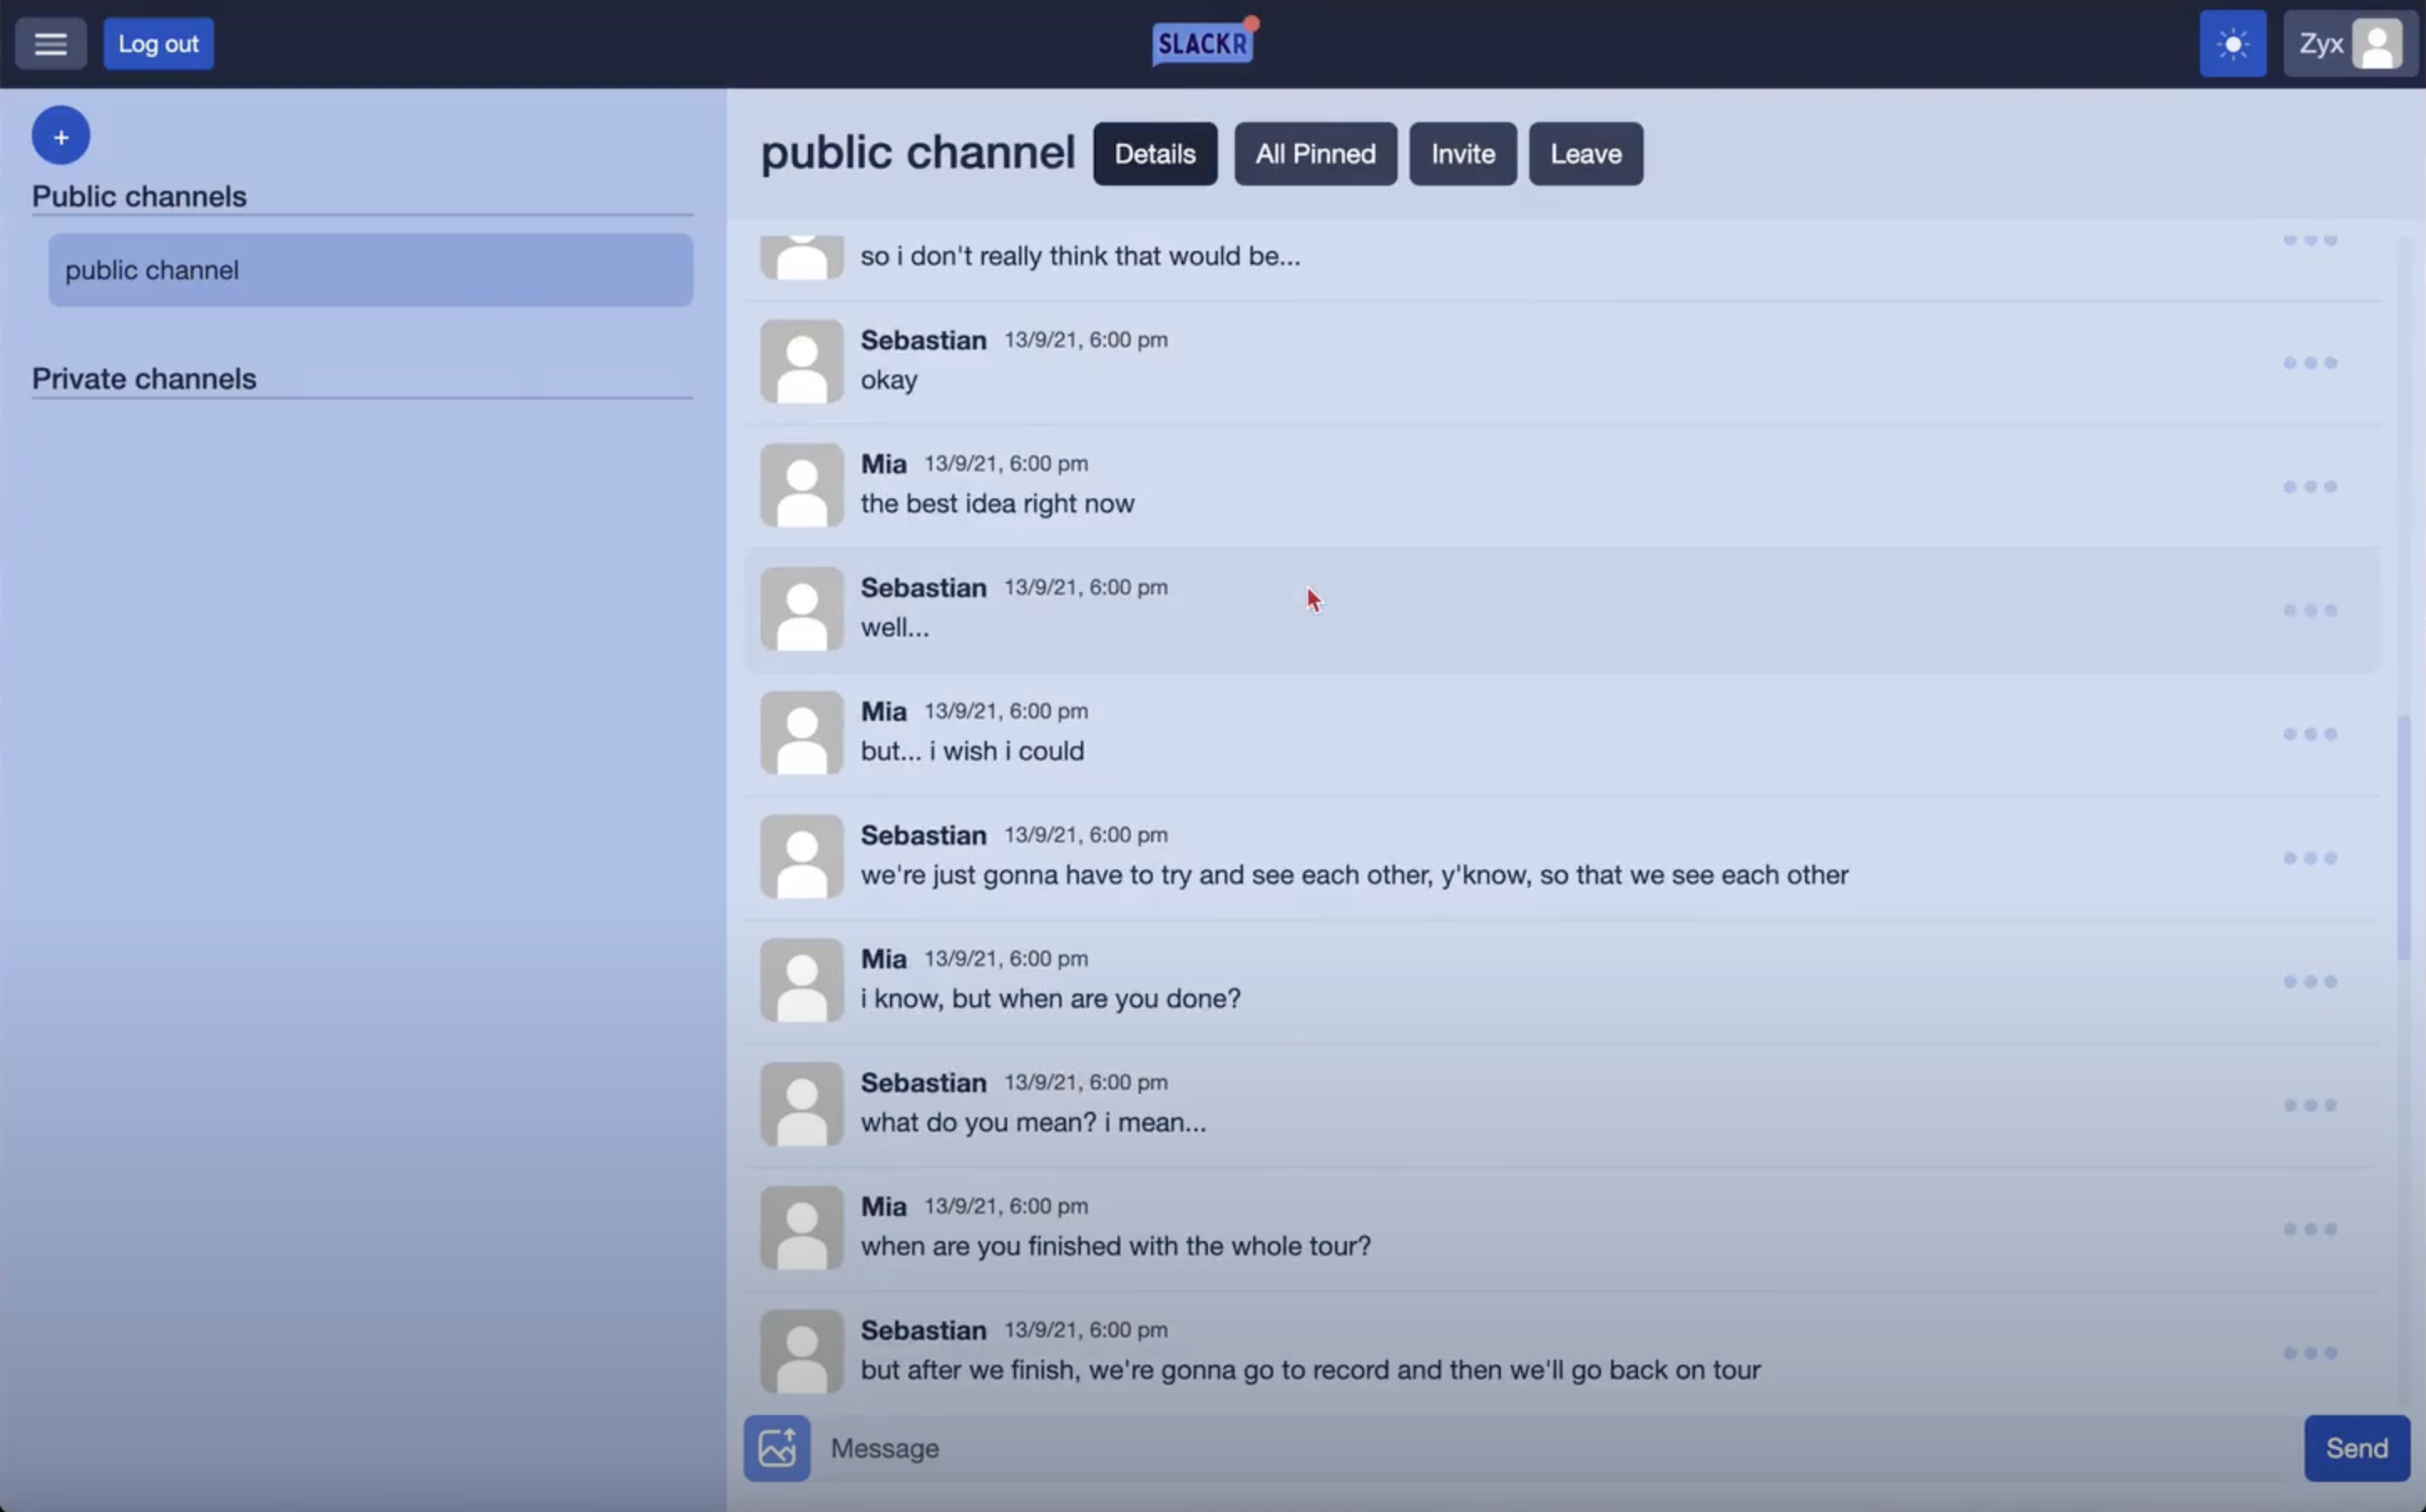 Log out
SLACKR
Zyx
+
Public channels
public channel
Private channels
public channel
Details
All Pinned
Invite
Leave
so i don't really think that would be...
Sebastian 13/9/21, 6:00 pm
okay
Mia 13/9/21, 6:00 pm
the best idea right now
Sebastian 13/9/21, 6:00 pm
well...
Mia 13/9/21, 6:00 pm
but... i wish i could
Sebastian 13/9/21, 6:00 pm
we're just gonna have to try and see each other, y'know, so that we see each other
Mia 13/9/21, 6:00 pm
i know, but when are you done?
Sebastian 13/9/21, 6:00 pm
what do you mean? i mean...
Mia 13/9/21, 6:00 pm
when are you finished with the whole tour?
Sebastian 13/9/21, 6:00 pm
but after we finish, we're gonna go to record and then we'll go back on tour
Message
Send